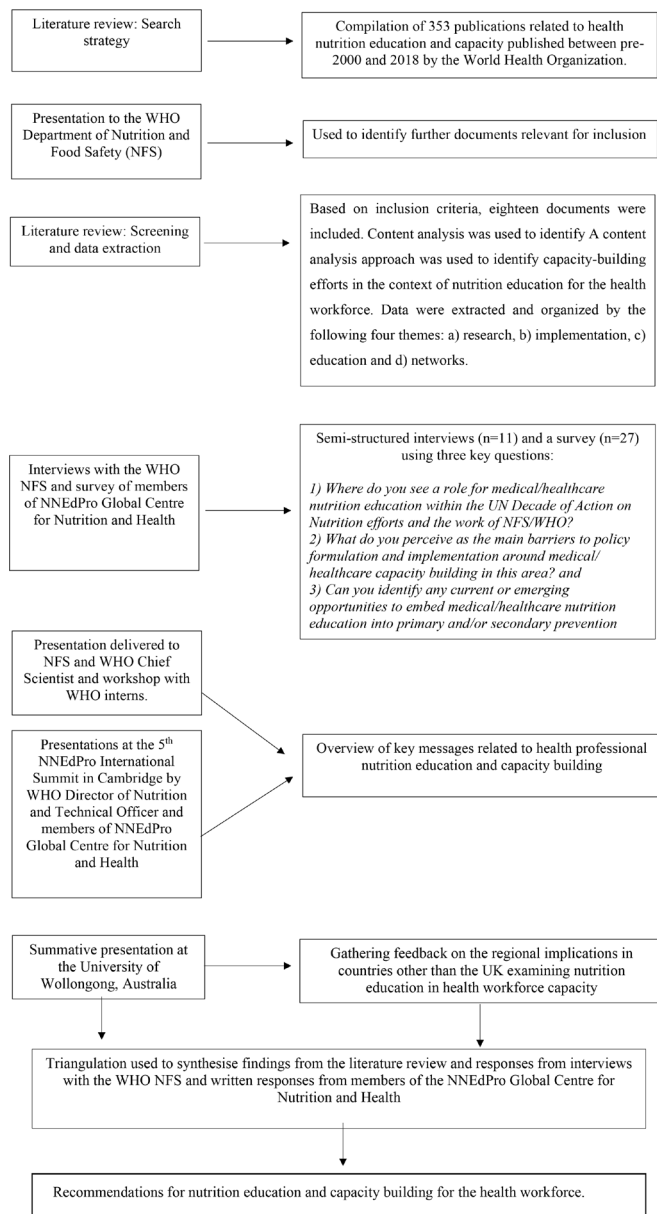 Literature review: Search
strategy
Compilation of 353 publications related to health
nutrition education and capacity published between pre-
2000 and 2018 by the World Health Organization.
Presentation to the WHO
Department of Nutrition and
Food Safety (NFS)
Used to identify further documents relevant for inclusion
Literature review: Screening
and data extraction
Based on inclusion criteria, eighteen documents were
included. Content analysis was used to identify A content
analysis approach was used to identify capacity-building
efforts in the context of nutrition education for the health
workforce. Data were extracted and organized by the
following four themes: a) research, b) implementation, c)
education and d) networks.
Interviews with the WHO
NFS and survey of members
of NNEdPro Global Centre
for Nutrition and Health
Semi-structured interviews (n=11) and a survey (n=27)
using three key questions:
1) Where do you see a role for medical/healthcare
nutrition education within the UN Decade of Action on
Nutrition efforts and the work of NFS/WHO?
2) What do you perceive as the main barriers to policy
formulation and implementation around medical/
healthcare capacity building in this area? and
3) Can you identify any current or emerging
opportunities to embed medical/healthcare nutrition
education into primary and/or secondary prevention
Presentation delivered to
NFS and WHO Chief
Scientist and workshop with
WHO interns.
Presentations at the 5th
NNEdPro International
Summit in Cambridge by
WHO Director of Nutrition
and Technical Officer and
members of NNEdPro
Global Centre for Nutrition
and Health
Overview of key messages related to health professional
nutrition education and capacity building
Summative presentation at
the University of
Wollongong, Australia
Gathering feedback on the regional implications in
countries other than the UK examining nutrition
education in health workforce capacity
Triangulation used to synthesise findings from the literature review and responses from interviews
with the WHO NFS and written responses from members of the NNEdPro Global Centre for
Nutrition and Health
Recommendations for nutrition education and capacity building for the health workforce.